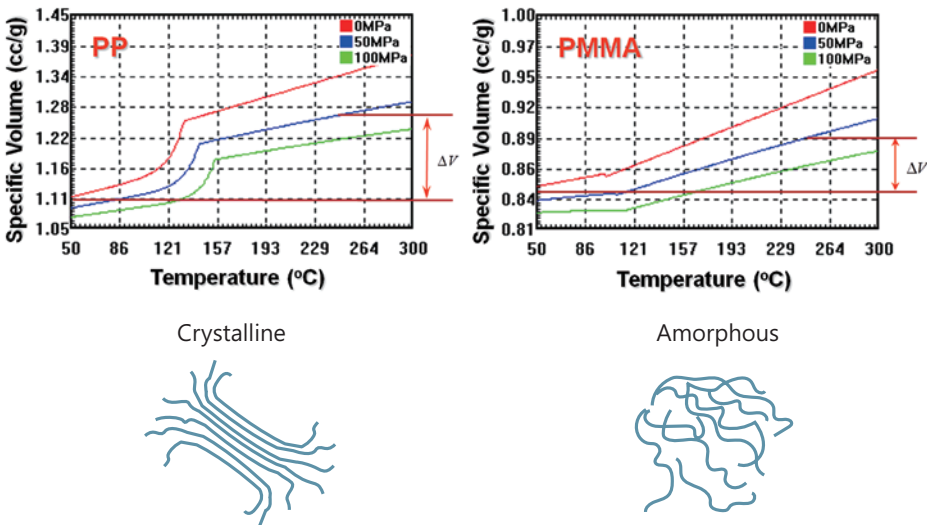 PP
0MPa
50MPa
100MPa
Specific Volume (cc/g)
1.45
1.39
1.34
1.28
1.22
1.16
1.11
1.05
50 86 121 157 193 229 264 300
Temperature (°C)
ΔV
PMMA
0MPa
50MPa
100MPa
Specific Volume (cc/g)
1.00
0.97
0.95
0.92
0.89
0.86
0.84
0.81
50 86 121 157 193 229 264 300
Temperature (°C)
ΔV
Crystalline
Amorphous